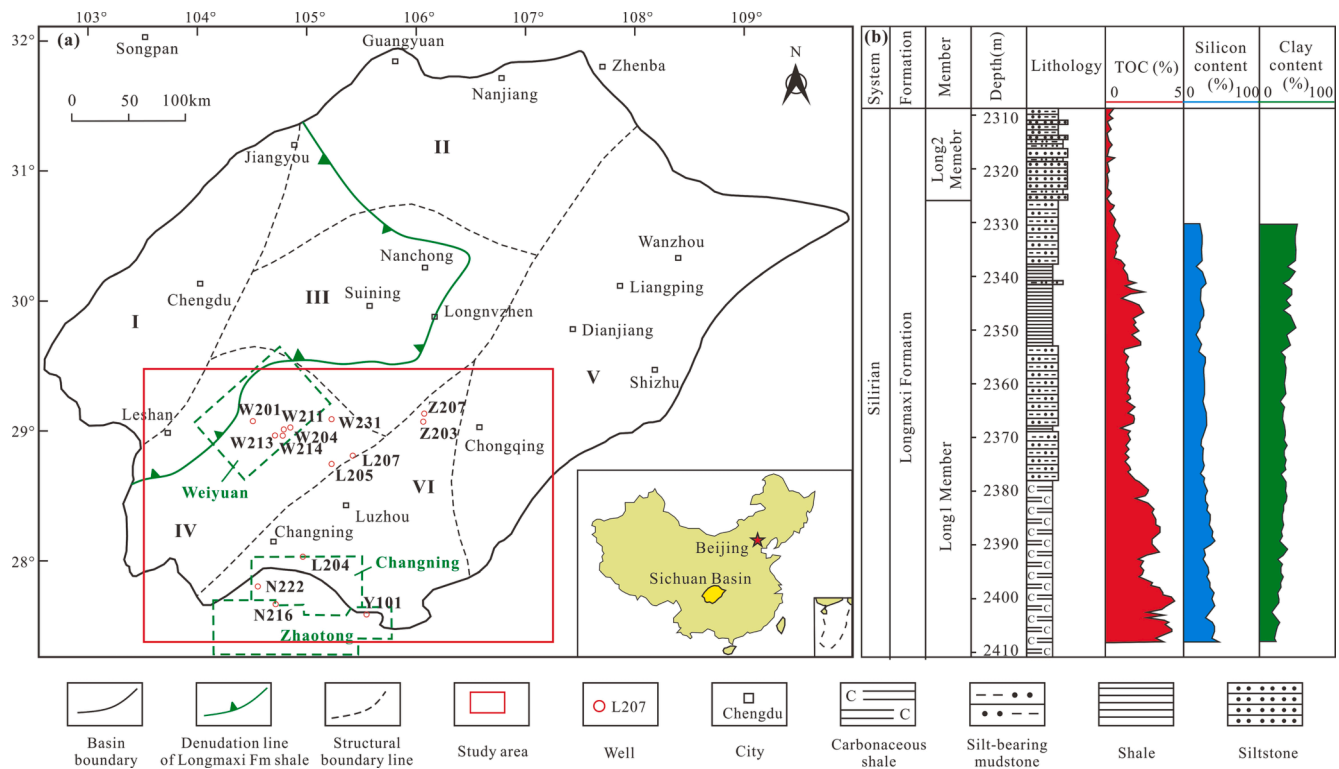 103° 104° 105° 106° 107° 108° 109°
32°
31°
30°
29°
28°
(a)
Songpan
Guangyuan
Zhenba
Nanjiang
N
0 50 100km
Jiangyou
II
Wanzhou
Nanchong
Chengdu
III
Suining
Liangping
Longnvzhen
I
Dianjiang
V
Shizhu
Leshan
W201
W211
W231
Z207
W213
W204
Z203
Chongqing
W214
L207
L205
Weiyuan
VI
Luzhou
IV
Changning
L204
Changning
N222
Y101
N216
Zhaotong
Beijing
Sichuan Basin
(b)
System
Formation
Member
Depth(m)
Lithology
TOC (%)
0 5
Silicon
content
(%)
0 100
Clay
content
(%)
0 100
Silirian
Longmaxi Formation
Long2
Memebr
Long1 Member
2310
2320
2330
2340
2350
2360
2370
2380
2390
2400
2410
C
C
C
C
C
C
C
C
C
C
C
C
C
Basin
boundary
Denudation line
of Longmaxi Fm shale
Structural
boundary line
Study area
L207
Well
Chengdu
City
C
C
Carbonaceous
shale
Silt-bearing
mudstone
Shale
Siltstone